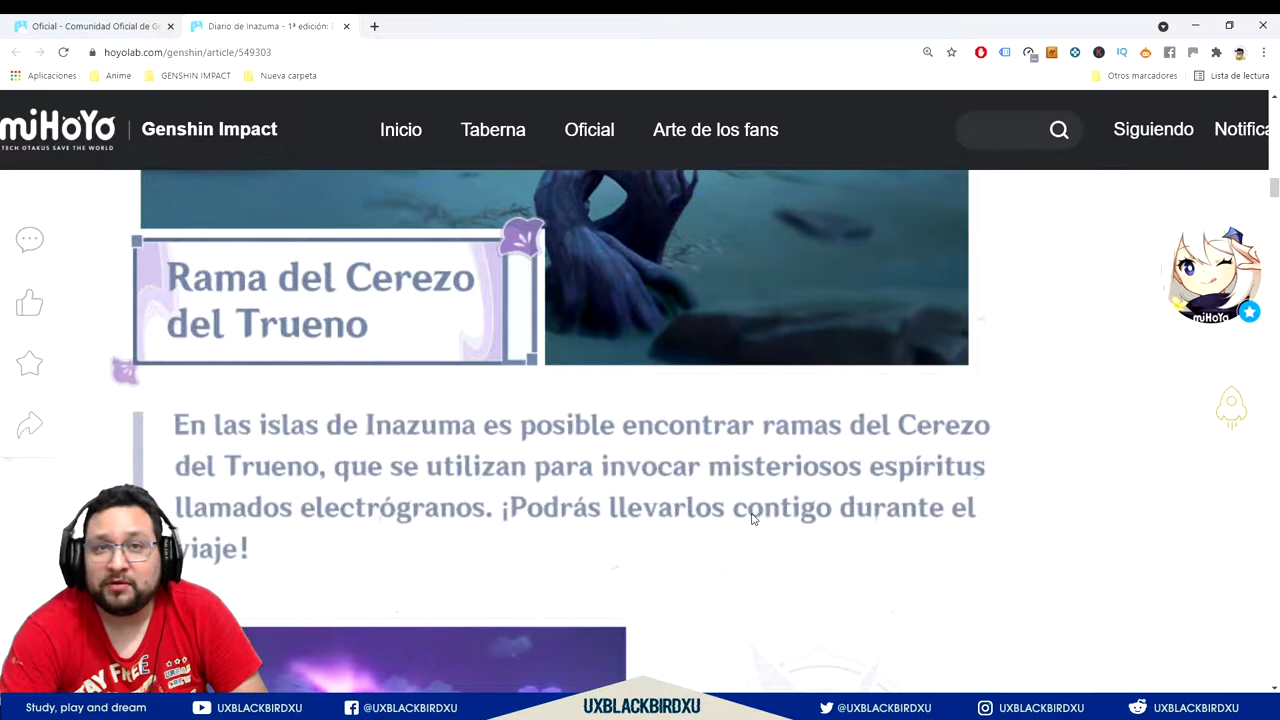 Oficial - Comunidad Oficial de G
Diario de Inazuma - 1ª edición:
hoyolab.com/genshin/article/549303
Aplicaciones
Anime
GENSHIN IMPACT
Nueva carpeta
Otros marcadores
Lista de lectura
miHoYo
TECH OTAKUS SAVE THE WORLD
Genshin Impact
Inicio
Taberna
Oficial
Arte de los fans
Siguiendo
Notifica
Rama del Cerezo
del Trueno
miHoYo
En las islas de Inazuma es posible encontrar ramas del Cerezo
del Trueno, que se utilizan para invocar misteriosos espíritus
llamados electrógranos. ¡Podrás llevarlos contigo durante el
viaje!
STAY FREE
Study, play and dream
UXBLACKBIRDXU
@UXBLACKBIRDXU
UXBLACKBIRDXU
@UXBLACKBIRDXU
UXBLACKBIRDXU
UXBLACKBIRDXU